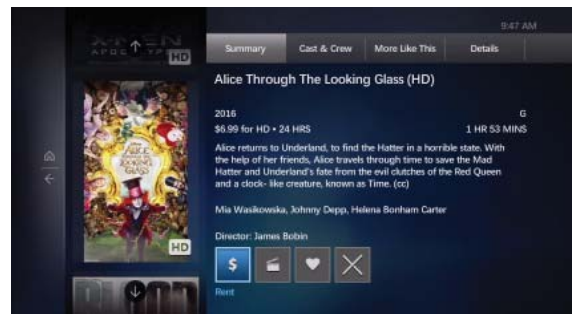 9:47 AM
X-MEN
APOCALYPSE
HD
Summary
Cast & Crew
More Like This
Details
Alice Through The Looking Glass (HD)
2016
G
$6.99 for HD • 24 HRS
1 HR 53 MINS
Alice returns to Underland, to find the Hatter in a horrible state. With
the help of her friends, Alice travels through time to save the Mad
Hatter and Underland's fate from the evil clutches of the Red Queen
and a clock- like creature, known as Time. (cc)
Mia Wasikowska, Johnny Depp, Helena Bonham Carter
Director: James Bobin
ALICE
THROUGH THE
LOOKING
GLASS
HD
$
Rent